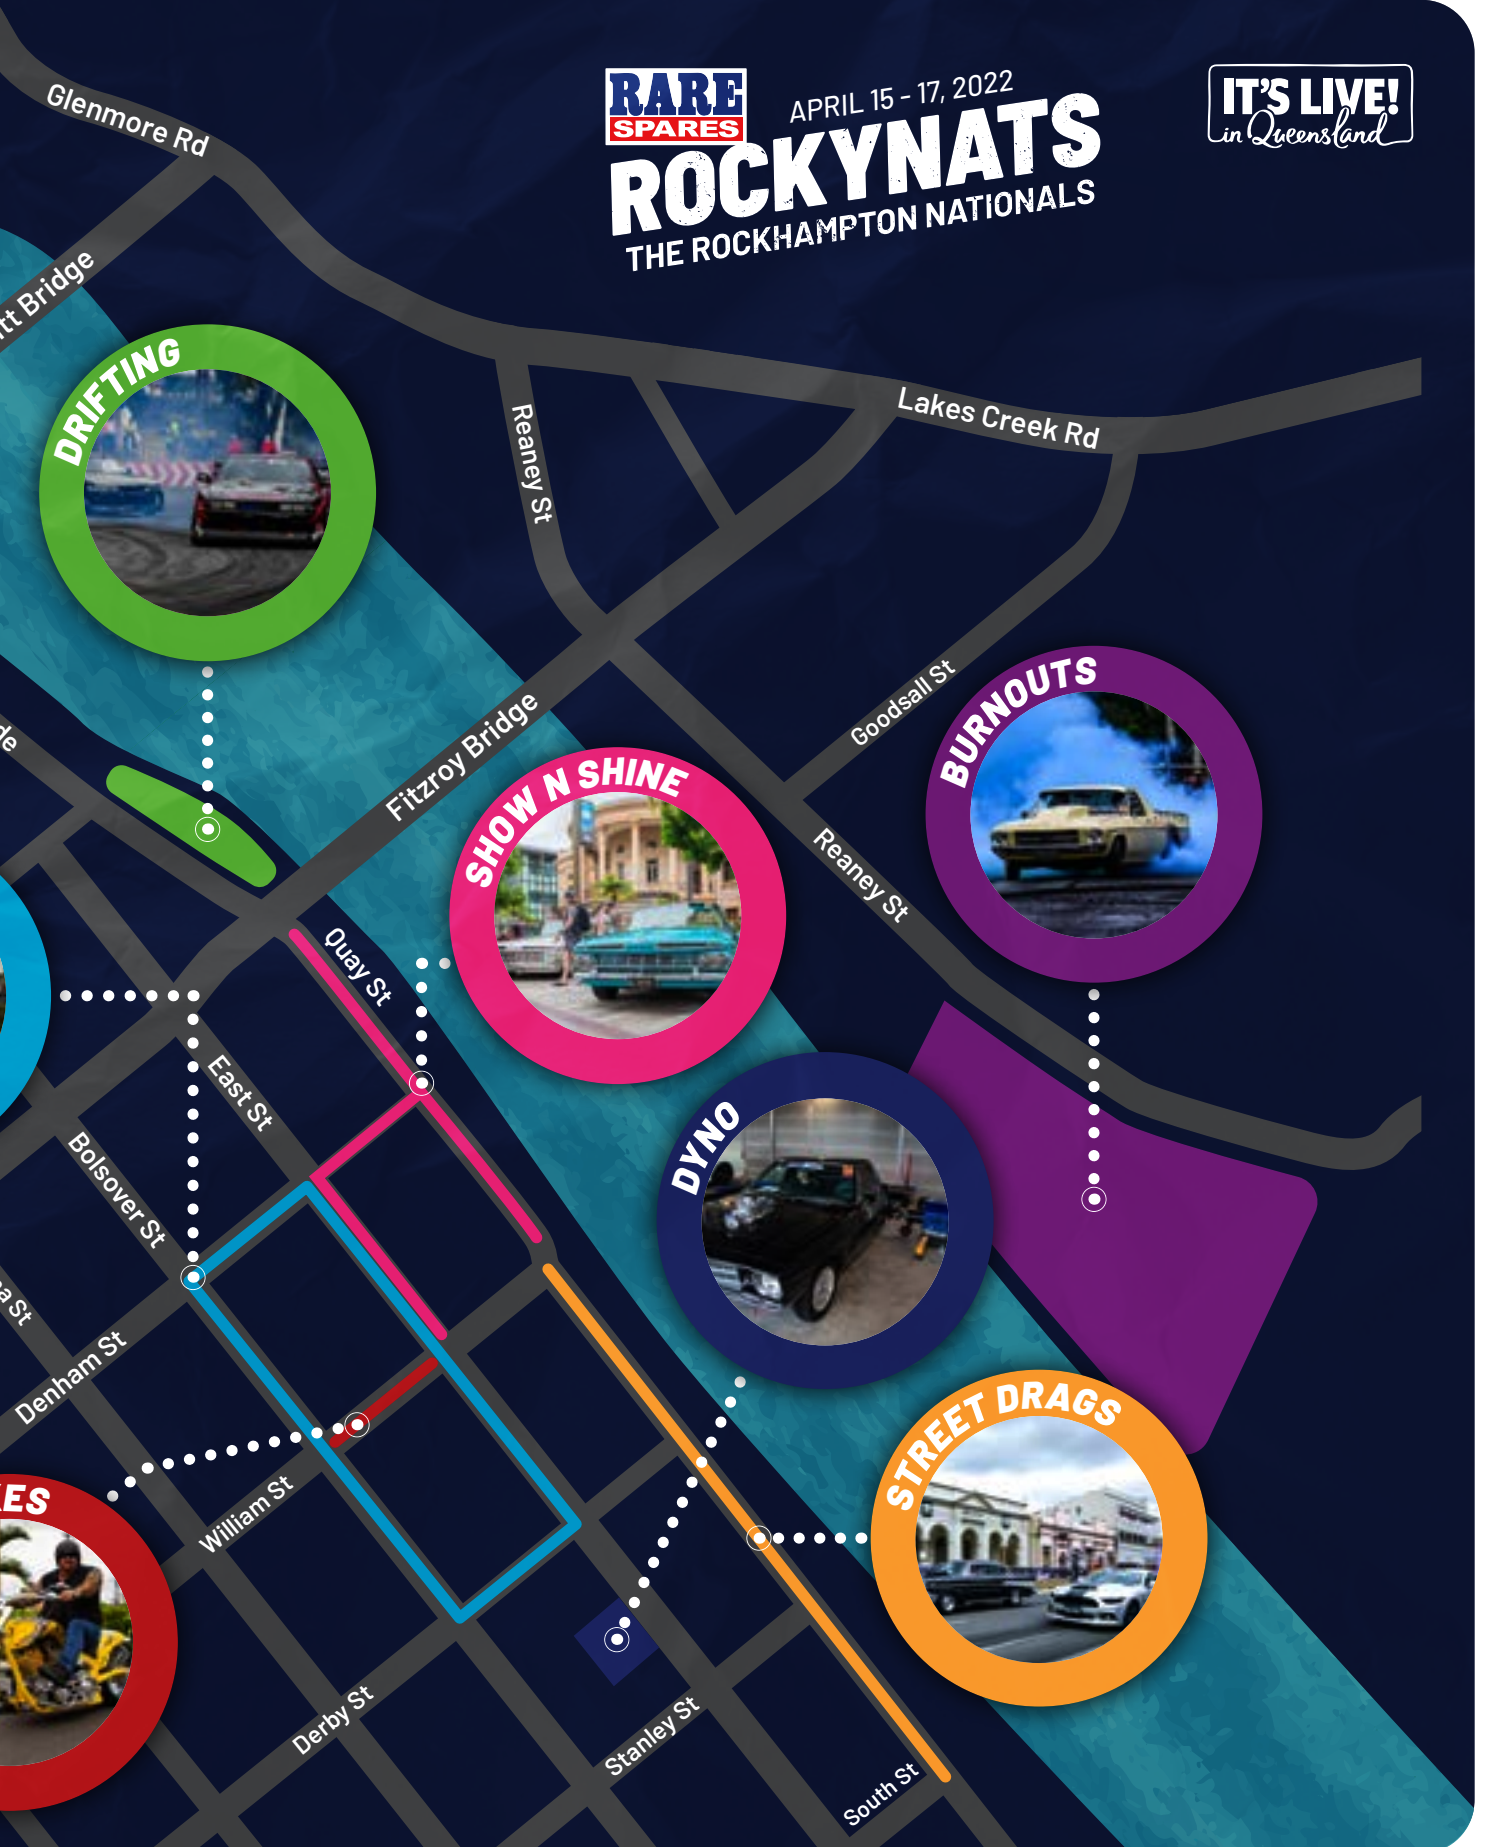 Glenmore Rd
RARE
SPARES
APRIL 15 - 17, 2022
ROCKYNATS
THE ROCKHAMPTON NATIONALS
IT'S LIVE!
in Queensland
Bridge
DRIFTING
Reaney St
Lakes Creek Rd
Goodsall St
BURNOUTS
Fitzroy Bridge
SHOW N SHINE
Reaney St
Quay St
East St
Bolsover St
DYNO
Denham St
STREET DRAGS
William St
Derby St
Stanley St
South St